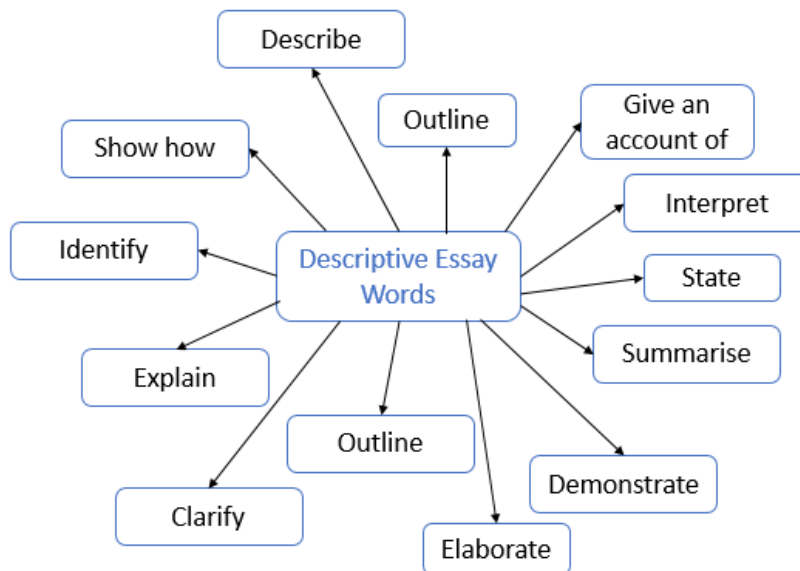 Describe
Outline
Give an
account of
Show how
Interpret
Identify
Descriptive Essay
Words
State
Summarise
Explain
Outline
Demonstrate
Clarify
Elaborate